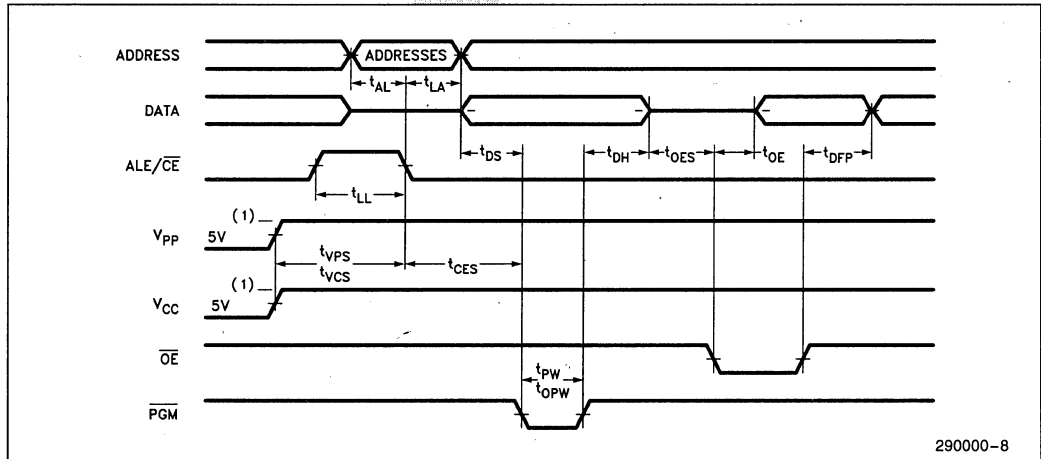 ADDRESS
ADDRESSES
tAL tLA
DATA
tDS tDH tOES tOE tDFP
ALE/CE
tLL
(1)
VPP 5V
tVPS
tVCS
tCES
(1)
VCC 5V
OE
tPW
tOPW
PGM
290000-8